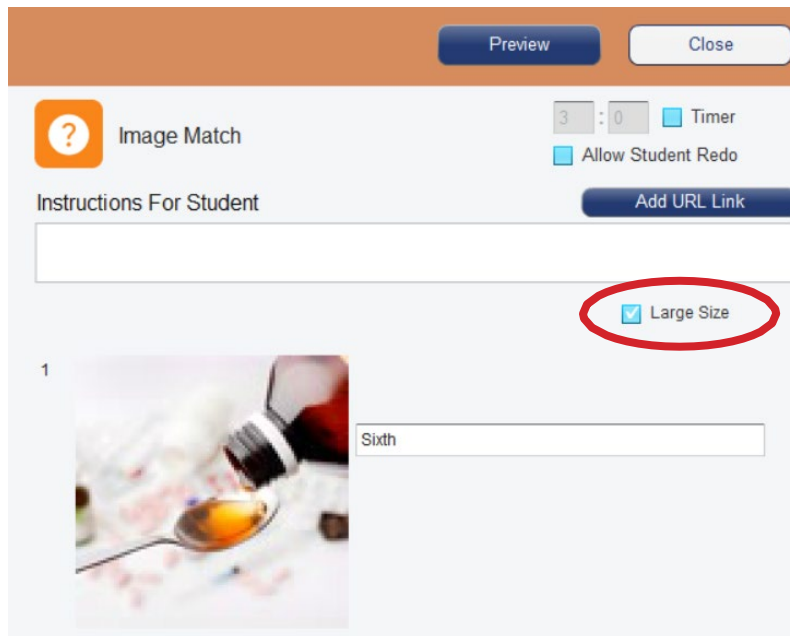 Preview Close
3 : 0 Timer
Image Match
Allow Student Redo
Instructions For Student Add URL Link
Large Size
1
Sixth